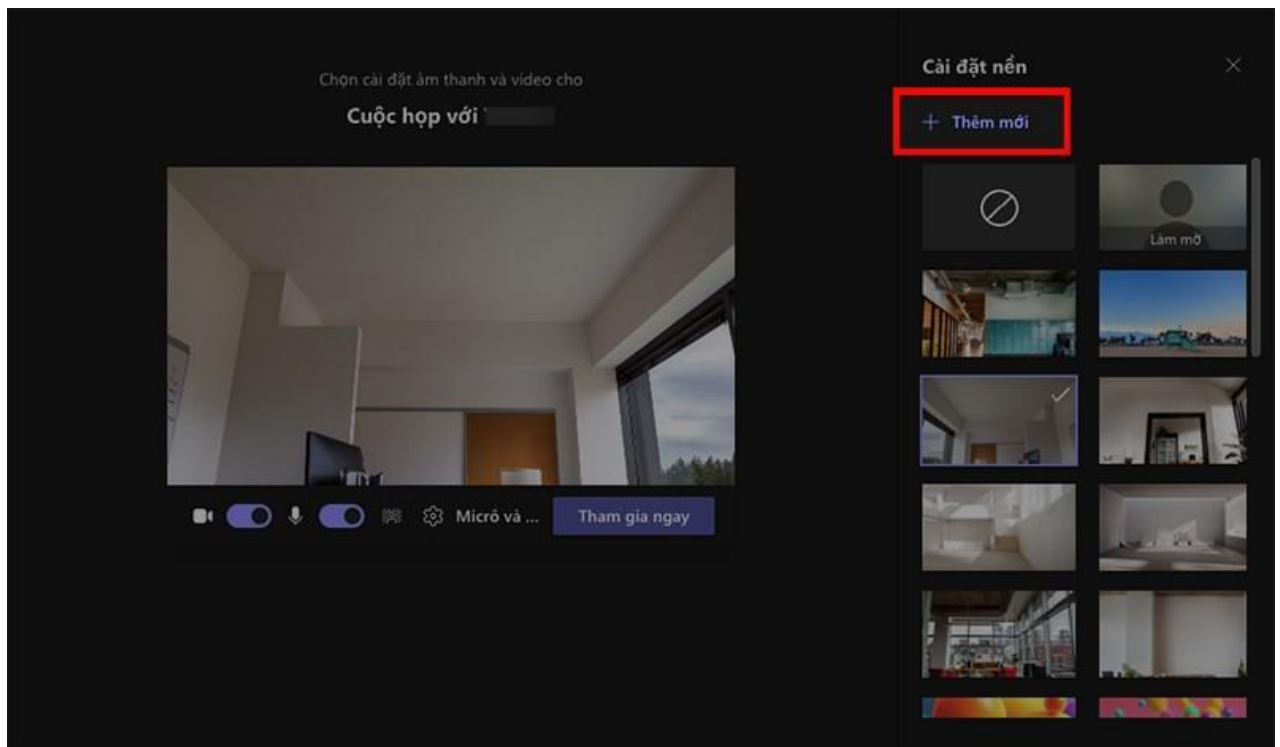 Chọn cài đặt âm thanh và video cho
Cuộc họp với
Micrô và ...
Tham gia ngay
Cài đặt nền
+ Thêm mới
Làm mờ